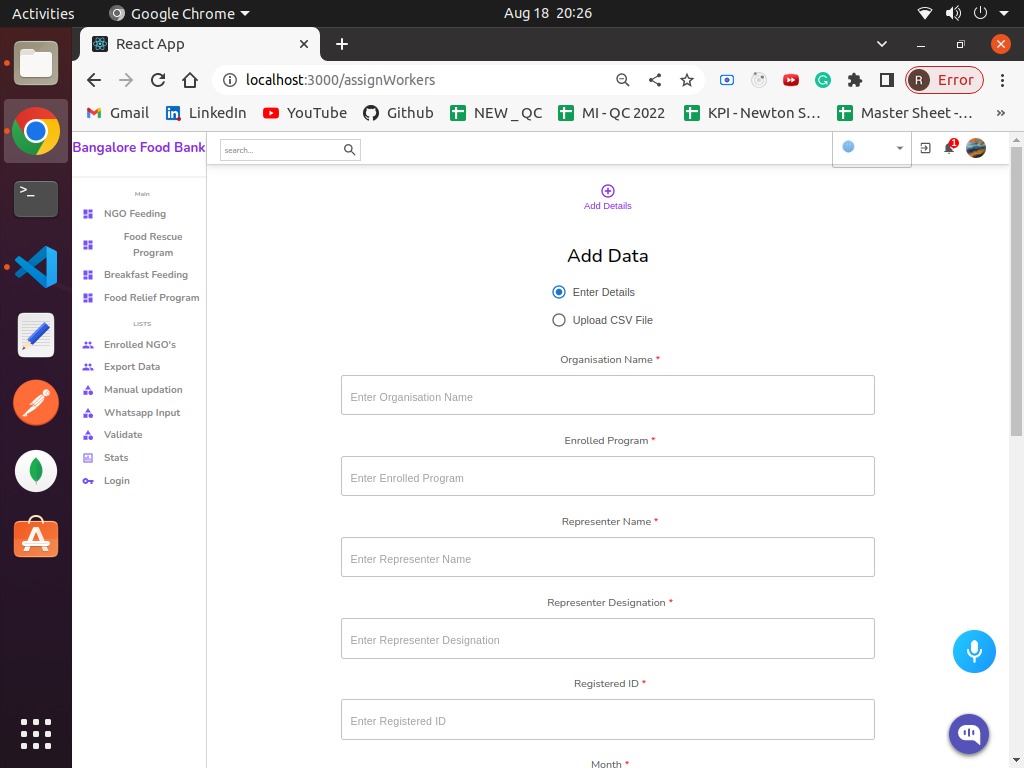 Activities
Google Chrome
Aug 18 20:26
React App
localhost:3000/assignWorkers
R
Error
Gmail
LinkedIn
YouTube
Github
NEW _ QC
MI - QC 2022
KPI - Newton S...
Master Sheet -...
»
Bangalore Food Bank
search...
1
Main
NGO Feeding
Food Rescue
Program
Breakfast Feeding
Food Relief Program
LISTS
Enrolled NGO's
Export Data
Manual updation
Whatsapp Input
Validate
Stats
Login
Add Details
Add Data
Enter Details
Upload CSV File
Organisation Name *
Enter Organisation Name
Enrolled Program *
Enter Enrolled Program
Representer Name *
Enter Representer Name
Representer Designation *
Enter Representer Designation
Registered ID *
Enter Registered ID
Month *